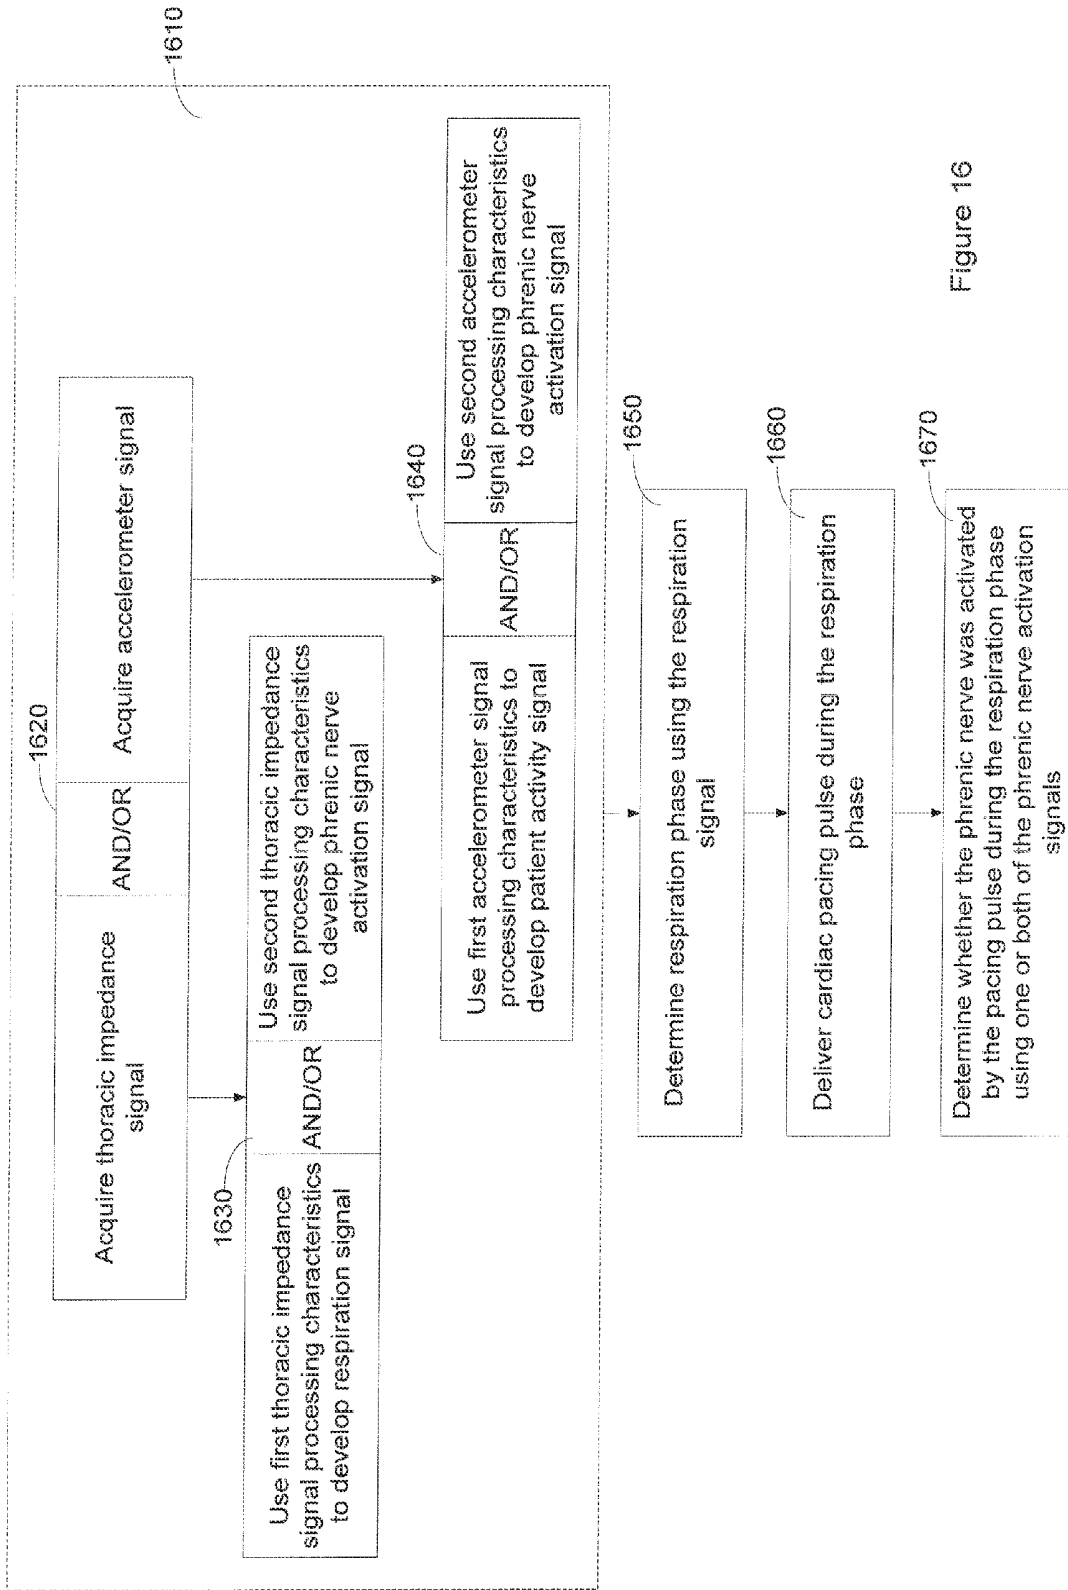 1610
1620
Acquire thoracic impedance
signal
AND/OR
Acquire accelerometer signal
1630
Use first thoracic impedance
signal processing characteristics
to develop respiration signal
AND/OR
Use second thoracic impedance
signal processing characteristics
to develop phrenic nerve
activation signal
1640
Use first accelerometer signal
processing characteristics to
develop patient activity signal
AND/OR
Use second accelerometer
signal processing characteristics
to develop phrenic nerve
activation signal
1650
Determine respiration phase using the respiration
signal
1660
Deliver cardiac pacing pulse during the respiration
phase
1670
Determine whether the phrenic nerve was activated
by the pacing pulse during the respiration phase
using one or both of the phrenic nerve activation
signals
Figure 16